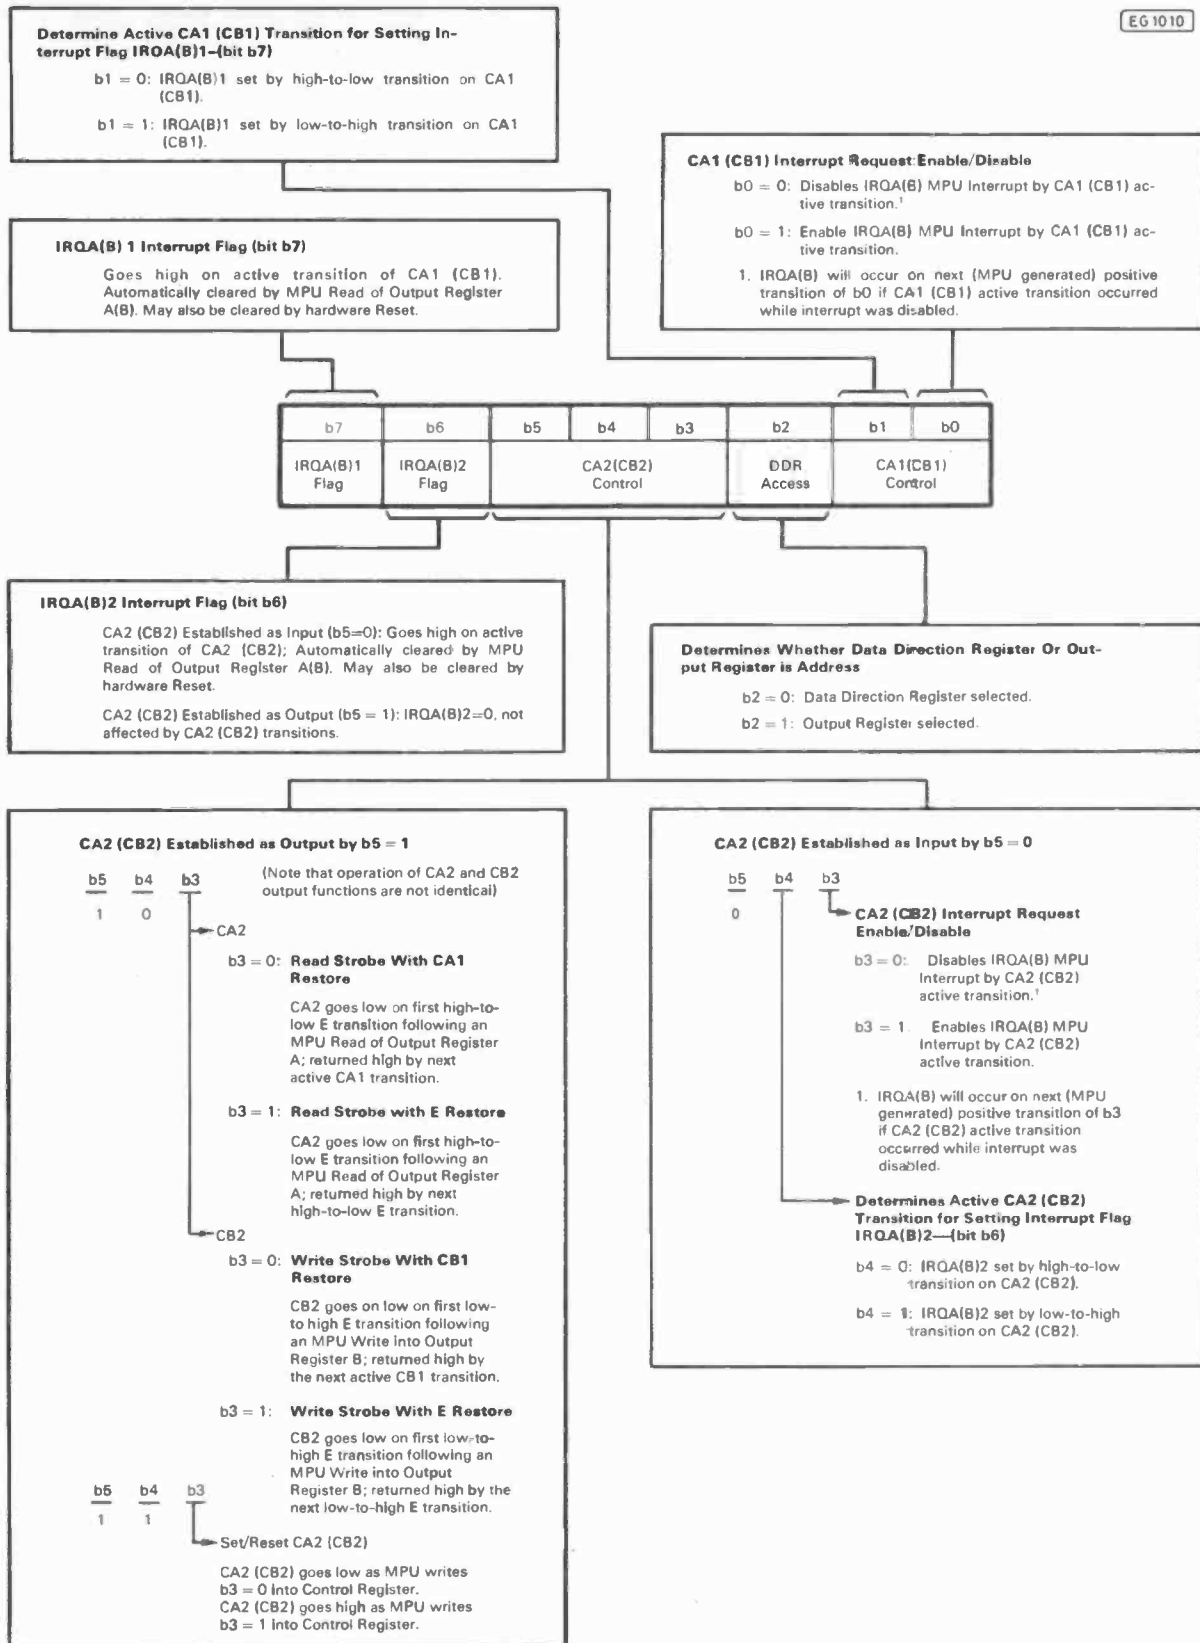 EG1010
Determine Active CA1 (CB1) Transition for Setting In-
terrupt Flag IRQA(B)1-(bit b7)
b1 = 0: IRQA(B)1 set by high-to-low transition on CA1
(CB1).
b1 = 1: IRQA(B)1 set by low-to-high transition on CA1
(CB1).
CA1 (CB1) Interrupt Request Enable/Disable
b0 = 0: Disables IRQA(B) MPU Interrupt by CA1 (CB1) ac-
tive transition.¹
b0 = 1: Enable IRQA(B) MPU Interrupt by CA1 (CB1) ac-
tive transition.
1. IRQA(B) will occur on next (MPU generated) positive
transition of b0 if CA1 (CB1) active transition occurred
while interrupt was disabled.
IRQA(B) 1 Interrupt Flag (bit b7)
Goes high on active transition of CA1 (CB1).
Automatically cleared by MPU Read of Output Register
A(B). May also be cleared by hardware Reset.
b7 b6 b5 b4 b3 b2 b1 b0
IRQA(B)1 IRQA(B)2 CA2(CB2) DDR CA1(CB1)
Flag Flag Control Access Control
IRQA(B)2 Interrupt Flag (bit b6)
CA2 (CB2) Established as Input (b5=0): Goes high on active
transition of CA2 (CB2); Automatically cleared by MPU
Read of Output Register A(B). May also be cleared by
hardware Reset.
CA2 (CB2) Established as Output (b5 = 1): IRQA(B)2=0, not
affected by CA2 (CB2) transitions.
Determines Whether Data Direction Register Or Out-
put Register is Address
b2 = 0: Data Direction Register selected.
b2 = 1: Output Register selected.
CA2 (CB2) Established as Output by b5 = 1
b5 b4 b3 (Note that operation of CA2 and CB2
output functions are not identical)
1 0
CA2
b3 = 0: Read Strobe With CA1
Restore
CA2 goes low on first high-to-
low E transition following an
MPU Read of Output Register
A; returned high by next
active CA1 transition.
b3 = 1: Read Strobe with E Restore
CA2 goes low on first high-to-
low E transition following an
MPU Read of Output Register
A; returned high by next
high-to-low E transition.
CB2
b3 = 0: Write Strobe With CB1
Restore
CB2 goes on low on first low-
to high E transition following
an MPU Write into Output
Register B; returned high by
the next active CB1 transition.
b3 = 1: Write Strobe With E Restore
CB2 goes low on first low-to-
high E transition following an
MPU Write into Output
Register B; returned high by the
next low-to-high E transition.
b5 b4 b3
1 1
Set/Reset CA2 (CB2)
CA2 (CB2) goes low as MPU writes
b3 = 0 into Control Register.
CA2 (CB2) goes high as MPU writes
b3 = 1 into Control Register.
CA2 (CB2) Established as Input by b5 = 0
b5 b4 b3
0
CA2 (CB2) Interrupt Request
Enable/Disable
b3 = 0: Disables IRQA(B) MPU
Interrupt by CA2 (CB2)
active transition.¹
b3 = 1 Enables IRQA(B) MPU
Interrupt by CA2 (CB2)
active transition.
1. IRQA(B) will occur on next (MPU
generated) positive transition of b3
if CA2 (CB2) active transition
occurred while interrupt was
disabled.
Determines Active CA2 (CB2)
Transition for Setting Interrupt Flag
IRQA(B)2—(bit b6)
b4 = 0: IRQA(B)2 set by high-to-low
transition on CA2 (CB2).
b4 = 1: IRQA(B)2 set by low-to-high
transition on CA2 (CB2).